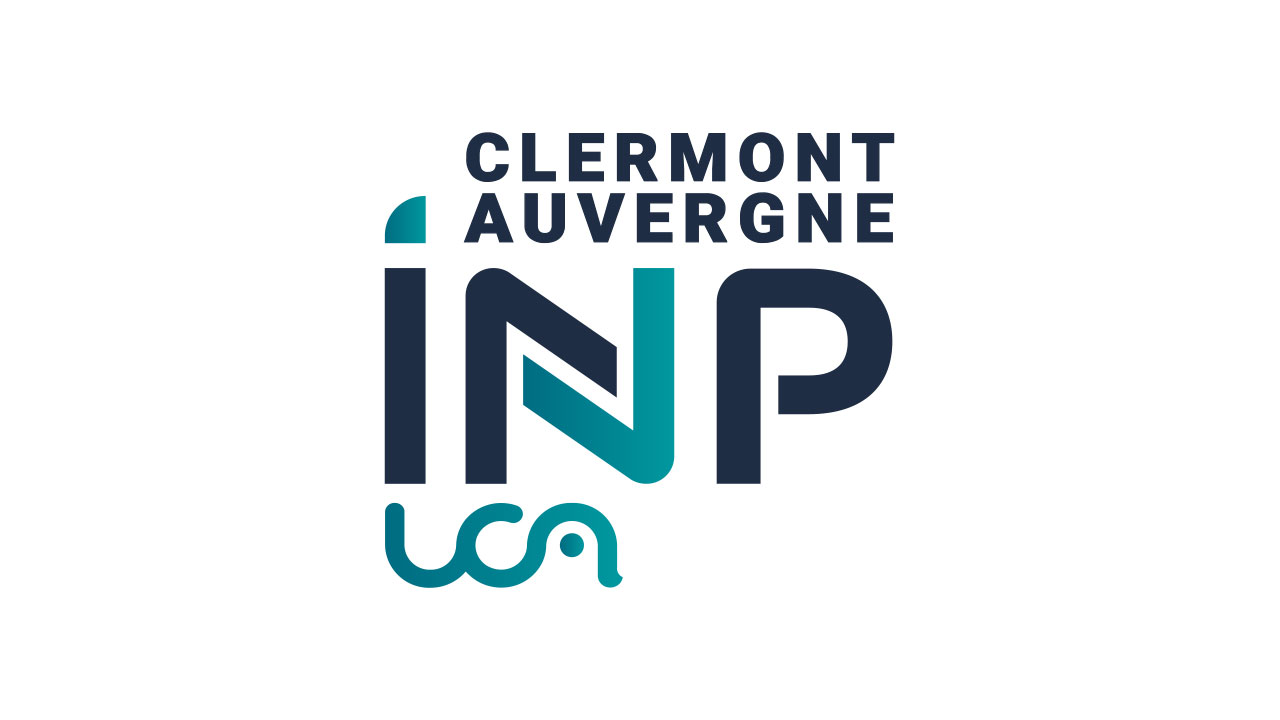 CLERMONT
AUVERGNE
iNP
uca